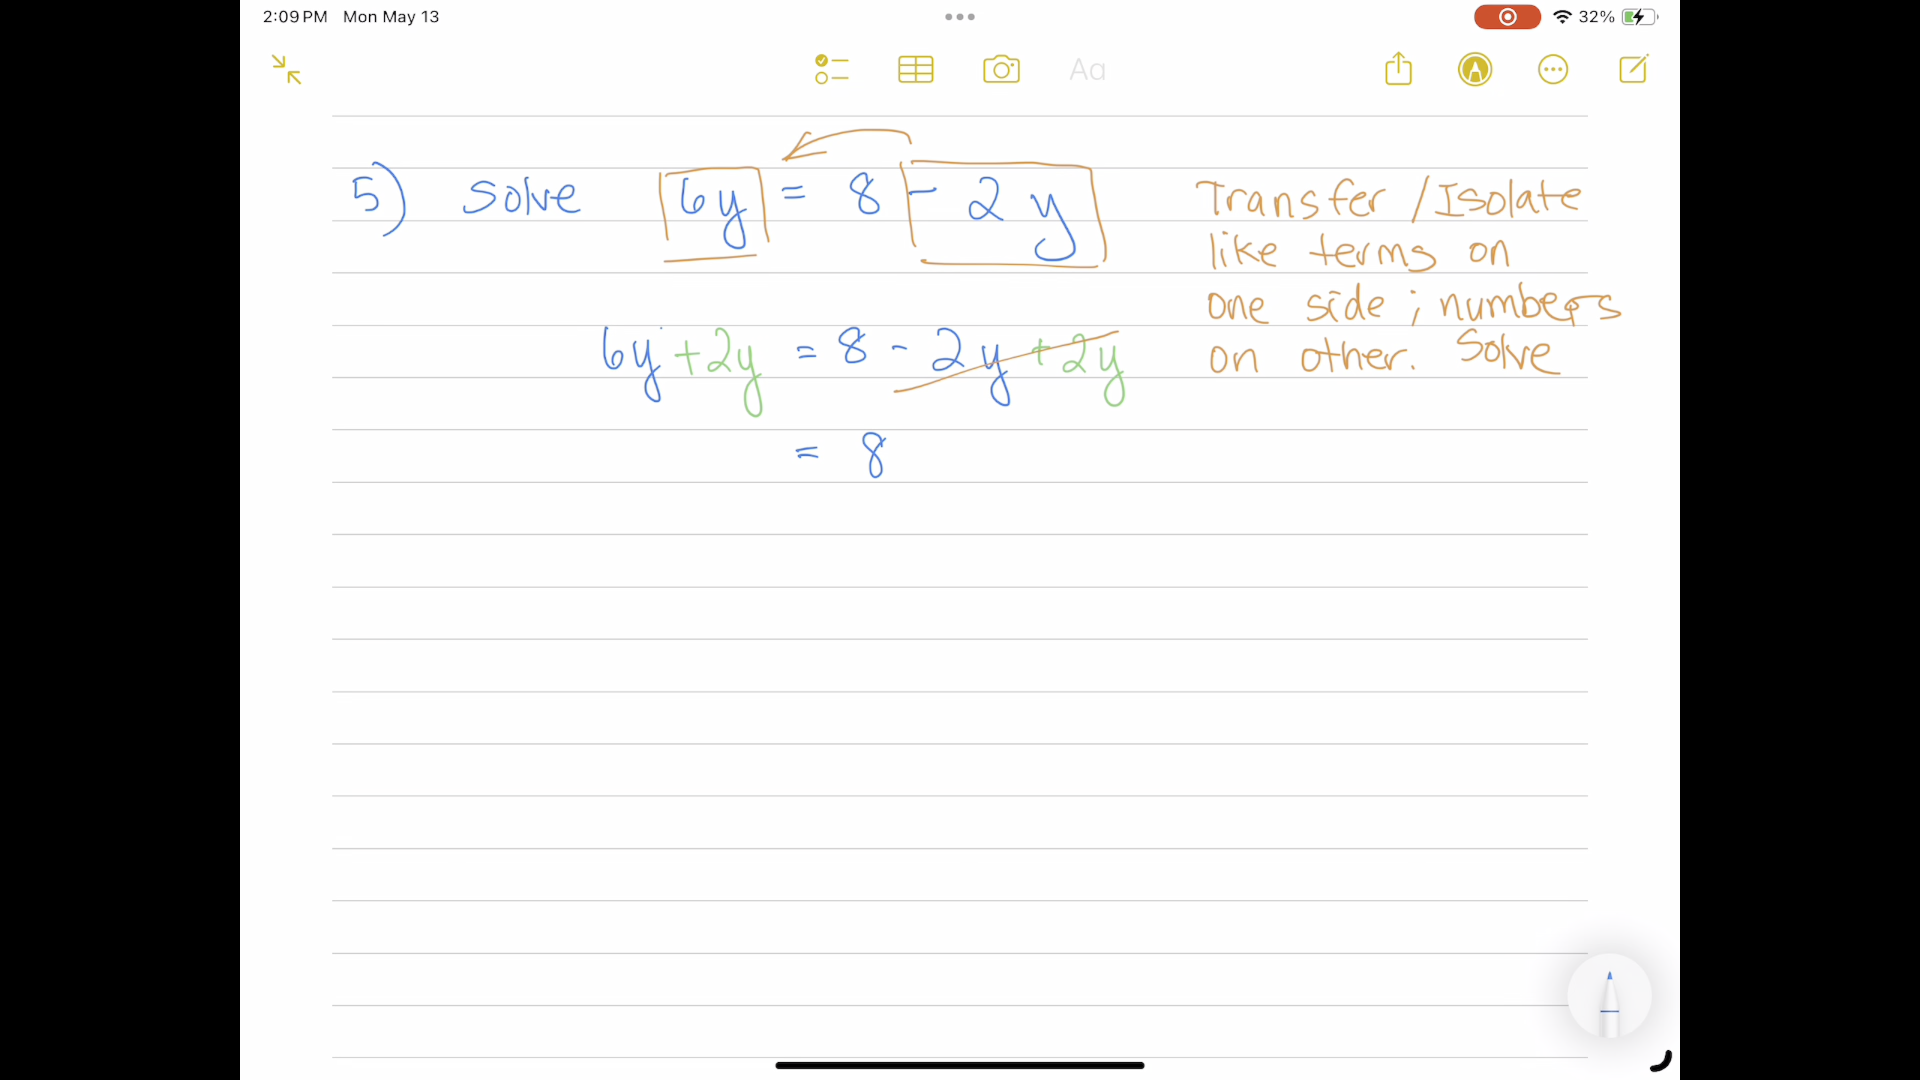 2:09 PM Mon May 13
32%
Aa
5) Solve 6y = 8 - 2y
Transfer / Isolate
like terms on
one side ; numbers
on other. Solve
6y + 2y = 8 - 2y + 2y
= 8